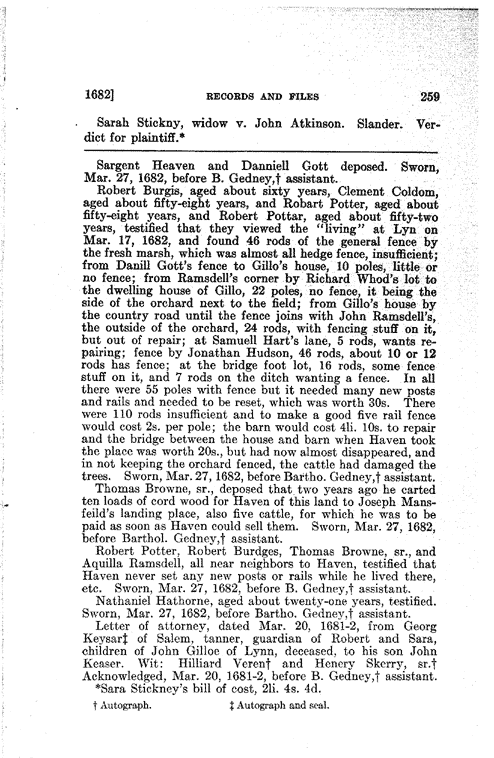 1682] RECORDS AND FILES 259
Sarah Stickny, widow v. John Atkinson. Slander. Ver-
dict for plaintiff.*
Sargent Heaven and Danniell Gott deposed. Sworn,
Mar. 27, 1682, before B. Gedney,† assistant.
Robert Burgis, aged about sixty years, Clement Coldom,
aged about fifty-eight years, and Robart Potter, aged about
fifty-eight years, and Robert Pottar, aged about fifty-two
years, testified that they viewed the "living" at Lyn on
Mar. 17, 1682, and found 46 rods of the general fence by
the fresh marsh, which was almost all hedge fence, insufficient;
from Danill Gott's fence to Gillo's house, 10 poles, little or
no fence; from Ramsdell's corner by Richard Whod's lot to
the dwelling house of Gillo, 22 poles, no fence, it being the
side of the orchard next to the field; from Gillo's house by
the country road until the fence joins with John Ramsdell's,
the outside of the orchard, 24 rods, with fencing stuff on it,
but out of repair; at Samuell Hart's lane, 5 rods, wants re-
pairing; fence by Jonathan Hudson, 46 rods, about 10 or 12
rods has fence; at the bridge foot lot, 16 rods, some fence
stuff on it, and 7 rods on the ditch wanting a fence. In all
there were 55 poles with fence but it needed many new posts
and rails and needed to be reset, which was worth 30s. There
were 110 rods insufficient and to make a good five rail fence
would cost 2s. per pole; the barn would cost 4li. 10s. to repair
and the bridge between the house and barn when Haven took
the place was worth 20s., but had now almost disappeared, and
in not keeping the orchard fenced, the cattle had damaged the
trees. Sworn, Mar. 27, 1682, before Bartho. Gedney,† assistant.
Thomas Browne, sr., deposed that two years ago he carted
ten loads of cord wood for Haven of this land to Joseph Mans-
feild's landing place, also five cattle, for which he was to be
paid as soon as Haven could sell them. Sworn, Mar. 27, 1682,
before Barthol. Gedney,† assistant.
Robert Potter, Robert Burdges, Thomas Browne, sr., and
Aquilla Ramsdell, all near neighbors to Haven, testified that
Haven never set any new posts or rails while he lived there,
etc. Sworn, Mar. 27, 1682, before B. Gedney,† assistant.
Nathaniel Hathorne, aged about twenty-one years, testified.
Sworn, Mar. 27, 1682, before Bartho. Gedney,† assistant.
Letter of attorney, dated Mar. 20, 1681-2, from Georg
Keysar‡ of Salem, tanner, guardian of Robert and Sara,
children of John Gilloe of Lynn, deceased, to his son John
Keaser. Wit: Hilliard Veren† and Henery Skerry, sr.†
Acknowledged, Mar. 20, 1681-2, before B. Gedney,† assistant.
*Sara Stickney's bill of cost, 2li. 4s. 4d.
† Autograph. ‡ Autograph and seal.